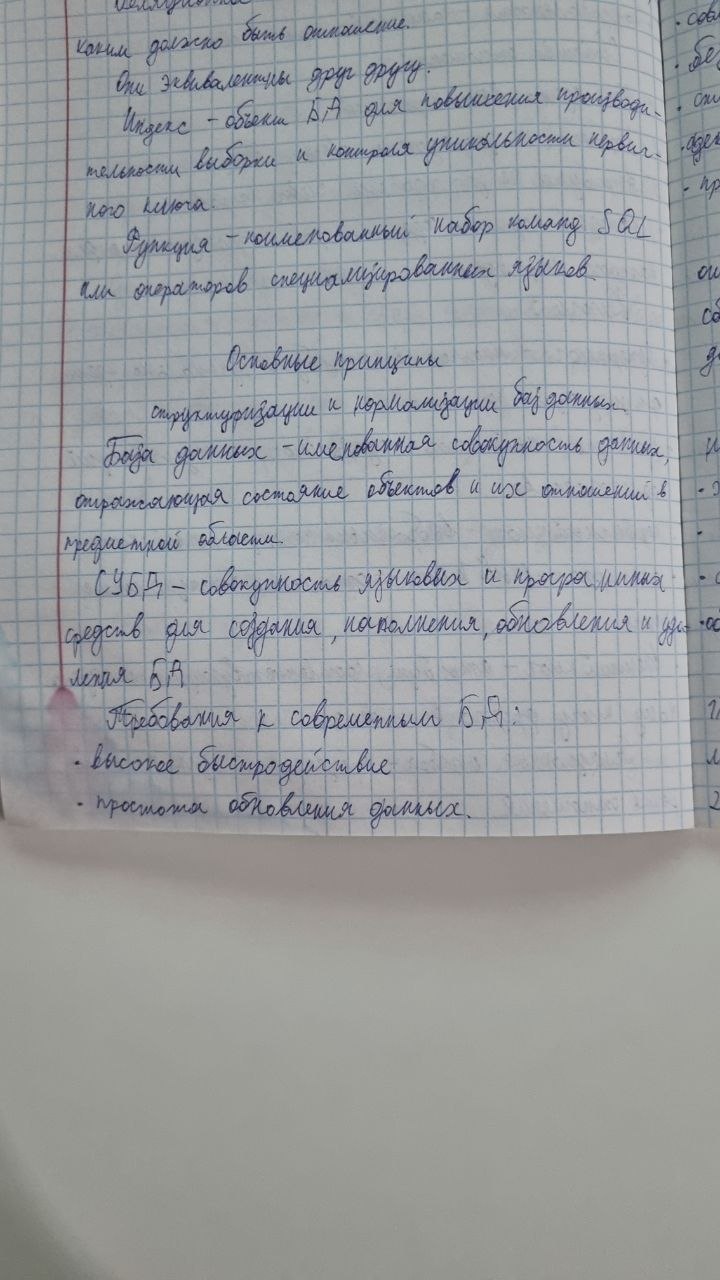 каким должно быть отношение.
Они эквивалентны друг другу.
Индекс – объект БД для повышения производи-
тельности выборки и контроля уникальности первич-
ного ключа.
Функция – поименованный набор команд SQL
или операторов специализированных языков.
Основные принципы
структуризации и нормализации баз данных.
База данных – именованная совокупность данных,
отражающая состояние объектов и их отношений в
предметной области.
СУБД – совокупность языковых и программных
средств для создания, наполнения, обновления и уда-
ления БД
Требования к современным БД:
· высокое быстродействие
· простота обновления данных.